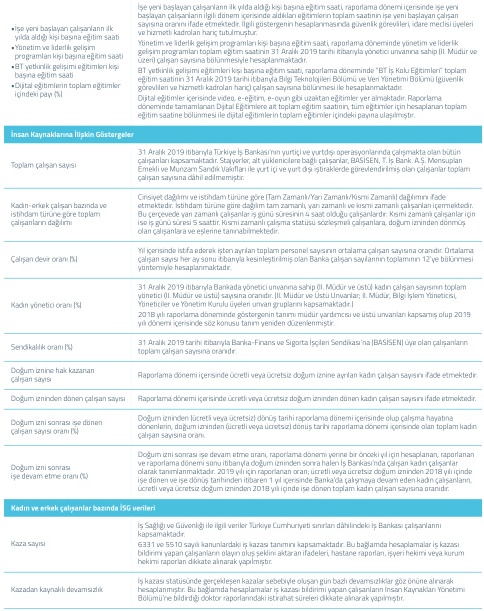 •İşe yeni başlayan çalışanların ilk
yılda aldığı kişi başına eğitim saati
•Yönetim ve liderlik gelişim
programları kişi başına eğitim saati
•BT yetkinlik gelişimi eğitimleri kişi
başına eğitim saati
•Dijital eğitimlerin toplam eğitimler
içindeki payı (%)
İşe yeni başlayan çalışanların ilk yılda aldığı kişi başına eğitim saati, raporlama dönemi içerisinde işe yeni
başlayan çalışanların ilgili dönem içerisinde aldıkları eğitimlerin toplam saatinin işe yeni başlayan çalışan
sayısına oranını ifade etmektedir. İlgili göstergenin hesaplanmasında güvenlik görevlileri, idare meclisi üyeleri
ve hizmetli kadroları hariç tutulmuştur.
Yönetim ve liderlik gelişim programları kişi başına eğitim saati, raporlama döneminde yönetim ve liderlik
gelişim programları toplam eğitim saatinin 31 Aralık 2019 tarihi itibarıyla yönetici unvana sahip (II. Müdür ve
üzeri) çalışan sayısına bölünmesiyle hesaplanmaktadır.
BT yetkinlik gelişimi eğitimleri kişi başına eğitim saati, raporlama döneminde "BT İş Kolu Eğitimleri" toplam
eğitim saatinin 31 Aralık 2019 tarihi itibarıyla Bilgi Teknolojileri Bölümü ve Veri Yönetimi Bölümü (güvenlik
görevlileri ve hizmetli kadroları hariç) çalışan sayısına bölünmesi ile hesaplanmaktadır.
Dijital eğitimler içerisinde video, e-eğitim, e-oyun gibi uzaktan eğitimler yer almaktadır. Raporlama
döneminde tamamlanan Dijital Eğitimlere ait toplam eğitim saatinin, tüm eğitimler için hesaplanan toplam
eğitim saatine bölünmesi ile dijital eğitimlerin toplam eğitimler içindeki payına ulaşılmıştır.
İnsan Kaynaklarına İlişkin Göstergeler
Toplam çalışan sayısı
31 Aralık 2019 itibarıyla Türkiye İş Bankası'nın yurtiçi ve yurtdışı operasyonlarında çalışmakta olan bütün
çalışanları kapsamaktadır. Stajyerler, alt yüklenicilere bağlı çalışanlar, BASİSEN, T. İş Bank. A.Ş. Mensupları
Emekli ve Munzam Sandık Vakıfları ile yurt içi ve yurt dışı iştiraklerde görevlendirilmiş olan çalışanlar toplam
çalışan sayısına dâhil edilmemiştir.
Kadın-erkek çalışan bazında ve
istihdam türüne göre toplam
çalışanların dağılımı
Cinsiyet dağılımı ve istihdam türüne göre (Tam Zamanlı/Yarı Zamanlı/Kısmi Zamanlı) dağılımını ifade
etmektedir. İstihdam türüne göre dağılım tam zamanlı, yarı zamanlı ve kısmi zamanlı çalışanları içermektedir.
Bu çerçevede yarı zamanlı çalışanlar iş günü süresinin 4 saat olduğu çalışanlardır. Kısmi zamanlı çalışanlar için
ise iş günü süresi 5 saattir. Kısmi zamanlı çalışma statüsü sözleşmeli çalışanlara, doğum izninden dönmüş
olan çalışanlara ve eşlerine tanınabilmektedir.
Çalışan devir oranı (%)
Yıl içerisinde istifa ederek işten ayrılan toplam personel sayısının ortalama çalışan sayısına oranıdır. Ortalama
çalışan sayısı her ay sonu itibarıyla kesinleştirilmiş olan Banka çalışan sayılarının toplamının 12'ye bölünmesi
yöntemiyle hesaplanmaktadır.
Kadın yönetici oranı (%)
31 Aralık 2019 itibarıyla Bankada yönetici unvanına sahip (II. Müdür ve üstü) kadın çalışan sayısının toplam
yönetici (II. Müdür ve üstü) sayısına oranıdır. (II. Müdür ve Üstü Unvanlar; II. Müdür, Bilgi İşlem Yöneticisi,
Yöneticiler ve Yönetim Kurulu üyeleri unvan gruplarını kapsamaktadır.)
2018 yılı raporlama döneminde göstergenin tanımı müdür yardımcısı ve üstü unvanları kapsamış olup 2019
yılı dönemi içerisinde söz konusu tanım yeniden düzenlenmiştir.
Sendikalılık oranı (%)
31 Aralık 2019 tarihi itibarıyla Banka-Finans ve Sigorta İşçileri Sendikası'na (BASİSEN) üye olan çalışanların
toplam çalışan sayısına oranıdır.
Doğum iznine hak kazanan
çalışan sayısı
Raporlama dönemi içerisinde ücretli veya ücretsiz doğum iznine ayrılan kadın çalışan sayısını ifade etmektedir.
Doğum izninden dönen çalışan sayısı
Raporlama dönemi içerisinde ücretli veya ücretsiz doğum izninden dönen kadın çalışan sayısını ifade etmektedir.
Doğum izni sonrası işe dönen
çalışan sayısı oranı (%)
Doğum izninden (ücretli veya ücretsiz) dönüş tarihi raporlama dönemi içerisinde olup çalışma hayatına
dönenlerin, doğum izninden (ücretli veya ücretsiz) dönüş tarihi raporlama dönemi içerisinde olan toplam kadın
çalışan sayısına oranı.
Doğum izni sonrası
işe devam etme oranı (%)
Doğum izni sonrası işe devam etme oranı, raporlama dönemi yerine bir önceki yıl için hesaplanan, raporlanan
ve raporlama dönemi sonu itibarıyla doğum izninden sonra halen İş Bankası'nda çalışan kadın çalışanlar
olarak tanımlanmaktadır. 2019 yılı için raporlanan oran; ücretli veya ücretsiz doğum izninden 2018 yılı içinde
işe dönen ve işe dönüş tarihinden itibaren 1 yıl içerisinde Banka'da çalışmaya devam eden kadın çalışanların,
ücretli veya ücretsiz doğum izninden 2018 yılı içinde işe dönen toplam kadın çalışan sayısına oranıdır.
Kadın ve erkek çalışanlar bazında İSG verileri
Kaza sayısı
İş Sağlığı ve Güvenliği ile ilgili veriler Türkiye Cumhuriyeti sınırları dâhilindeki İş Bankası çalışanlarını
kapsamaktadır.
6331 ve 5510 sayılı kanunlardaki iş kazası tanımını kapsamaktadır. Bu bağlamda hesaplamalar iş kazası
bildirimi yapan çalışanların olayın oluş şeklini aktaran ifadeleri, hastane raporları, işyeri hekimi veya kurum
hekimi raporları dikkate alınarak yapılmıştır.
Kazadan kaynaklı devamsızlık
İş kazası statüsünde gerçekleşen kazalar sebebiyle oluşan gün bazlı devamsızlıklar göz önüne alınarak
hesaplanmıştır. Bu bağlamda hesaplamalar iş kazası bildirimi yapan çalışanların İnsan Kaynakları Yönetimi
Bölümü'ne bildirdiği doktor raporlarındaki istirahat süreleri dikkate alınarak yapılmıştır.